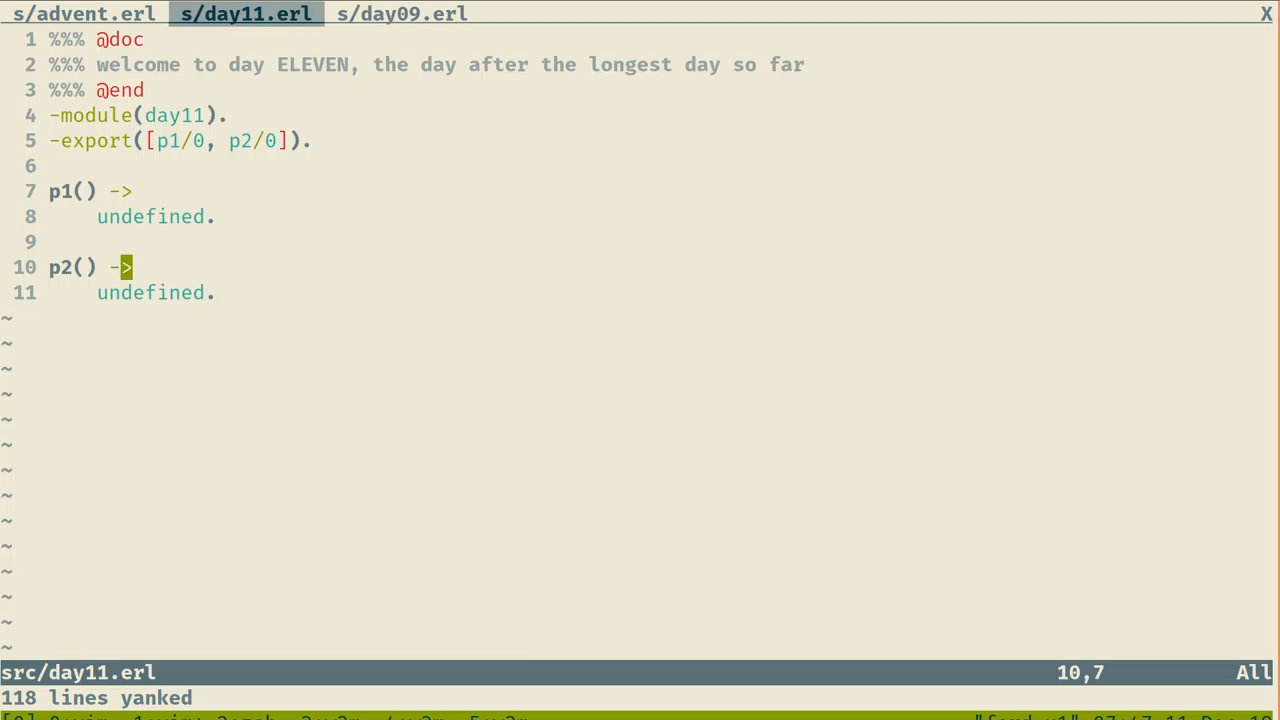 s/advent.erl s/day11.erl s/day09.erl X
1 %%% @doc
2 %%% welcome to day ELEVEN, the day after the longest day so far
3 %%% @end
4 -module(day11).
5 -export([p1/0, p2/0]).
6
7 p1() ->
8 undefined.
9
10 p2() ->
11 undefined.
~
~
~
~
~
~
~
~
~
~
~
~
~
~
src/day11.erl 10,7 All
118 lines yanked